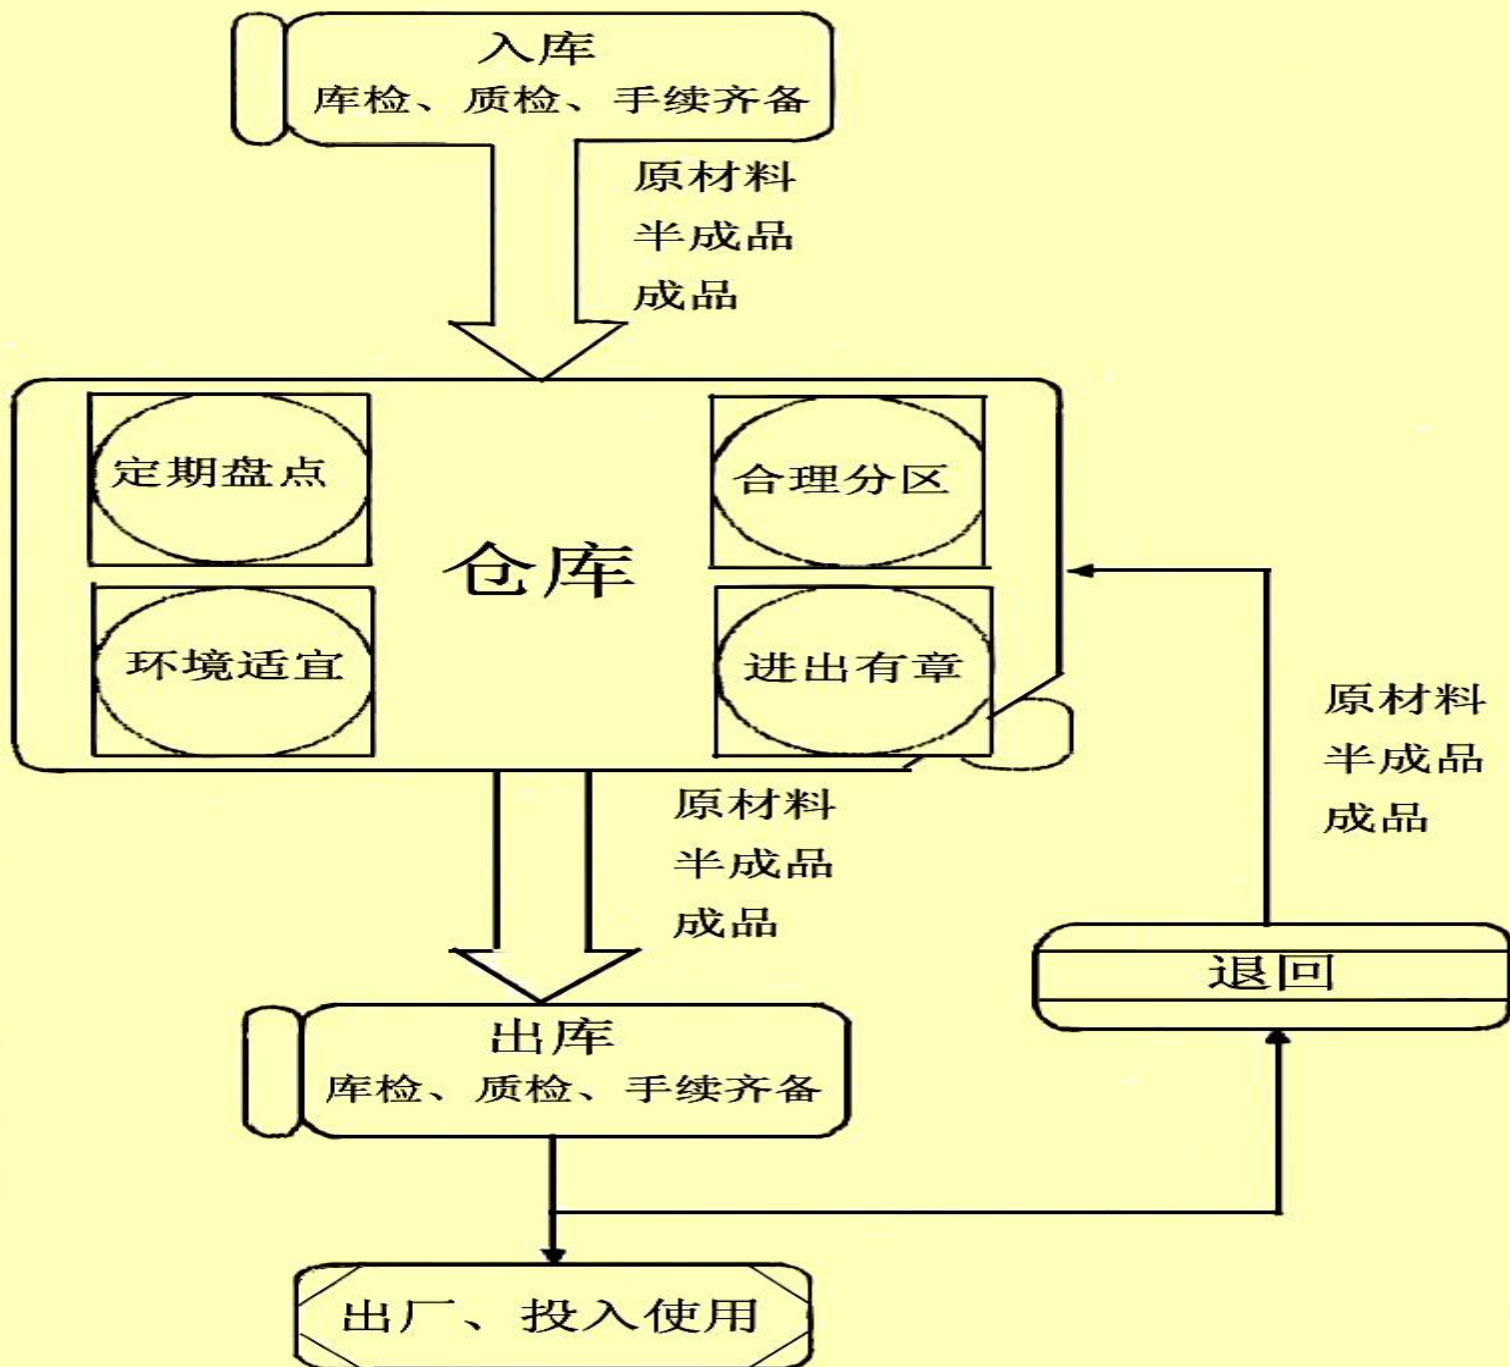 入库
库检、质检、手续齐备
原材料
半成品
成品
定期盘点
合理分区
仓库
环境适宜
进出有章
原材料
半成品
成品
原材料
半成品
成品
退回
出库
库检、质检、手续齐备
出厂、投入使用